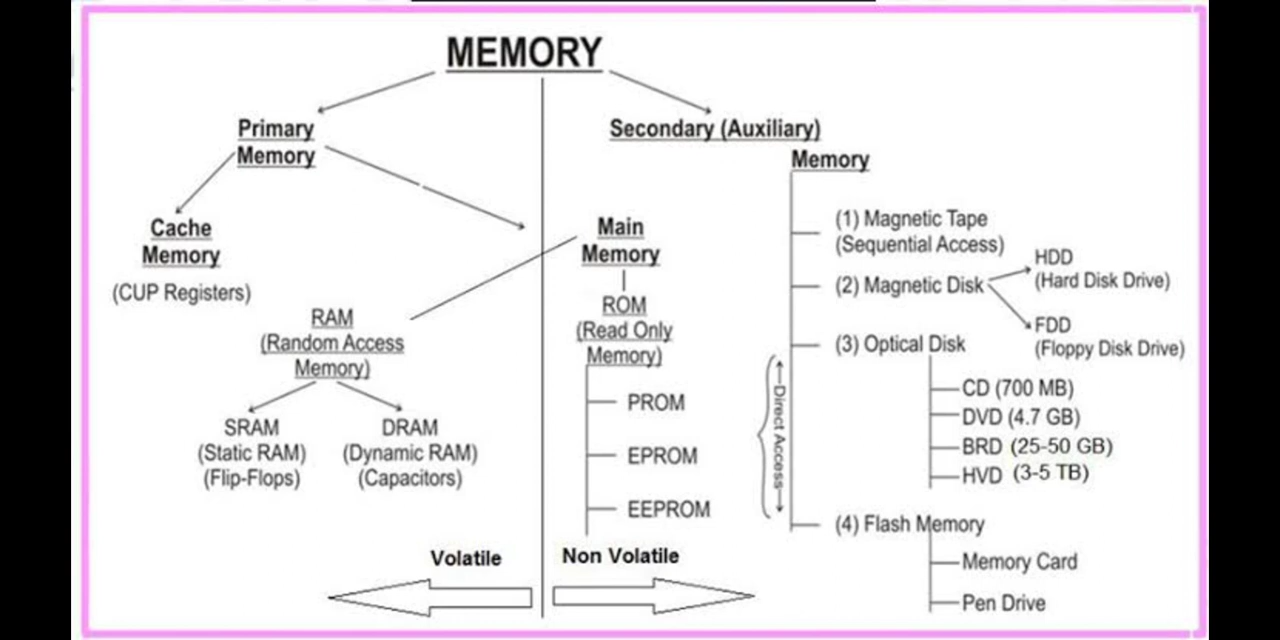 MEMORY
Primary
Memory
Secondary (Auxiliary)
Memory
Cache
Memory
(CUP Registers)
Main
Memory
RAM
(Random Access
Memory)
SRAM
(Static RAM)
(Flip-Flops)
DRAM
(Dynamic RAM)
(Capacitors)
ROM
(Read Only
Memory)
PROM
EPROM
EEPROM
(1) Magnetic Tape
(Sequential Access)
(2) Magnetic Disk
HDD
(Hard Disk Drive)
FDD
(Floppy Disk Drive)
(3) Optical Disk
CD (700 MB)
DVD (4.7 GB)
BRD (25-50 GB)
HVD (3-5 TB)
Direct Access
(4) Flash Memory
Memory Card
Pen Drive
Volatile
Non Volatile